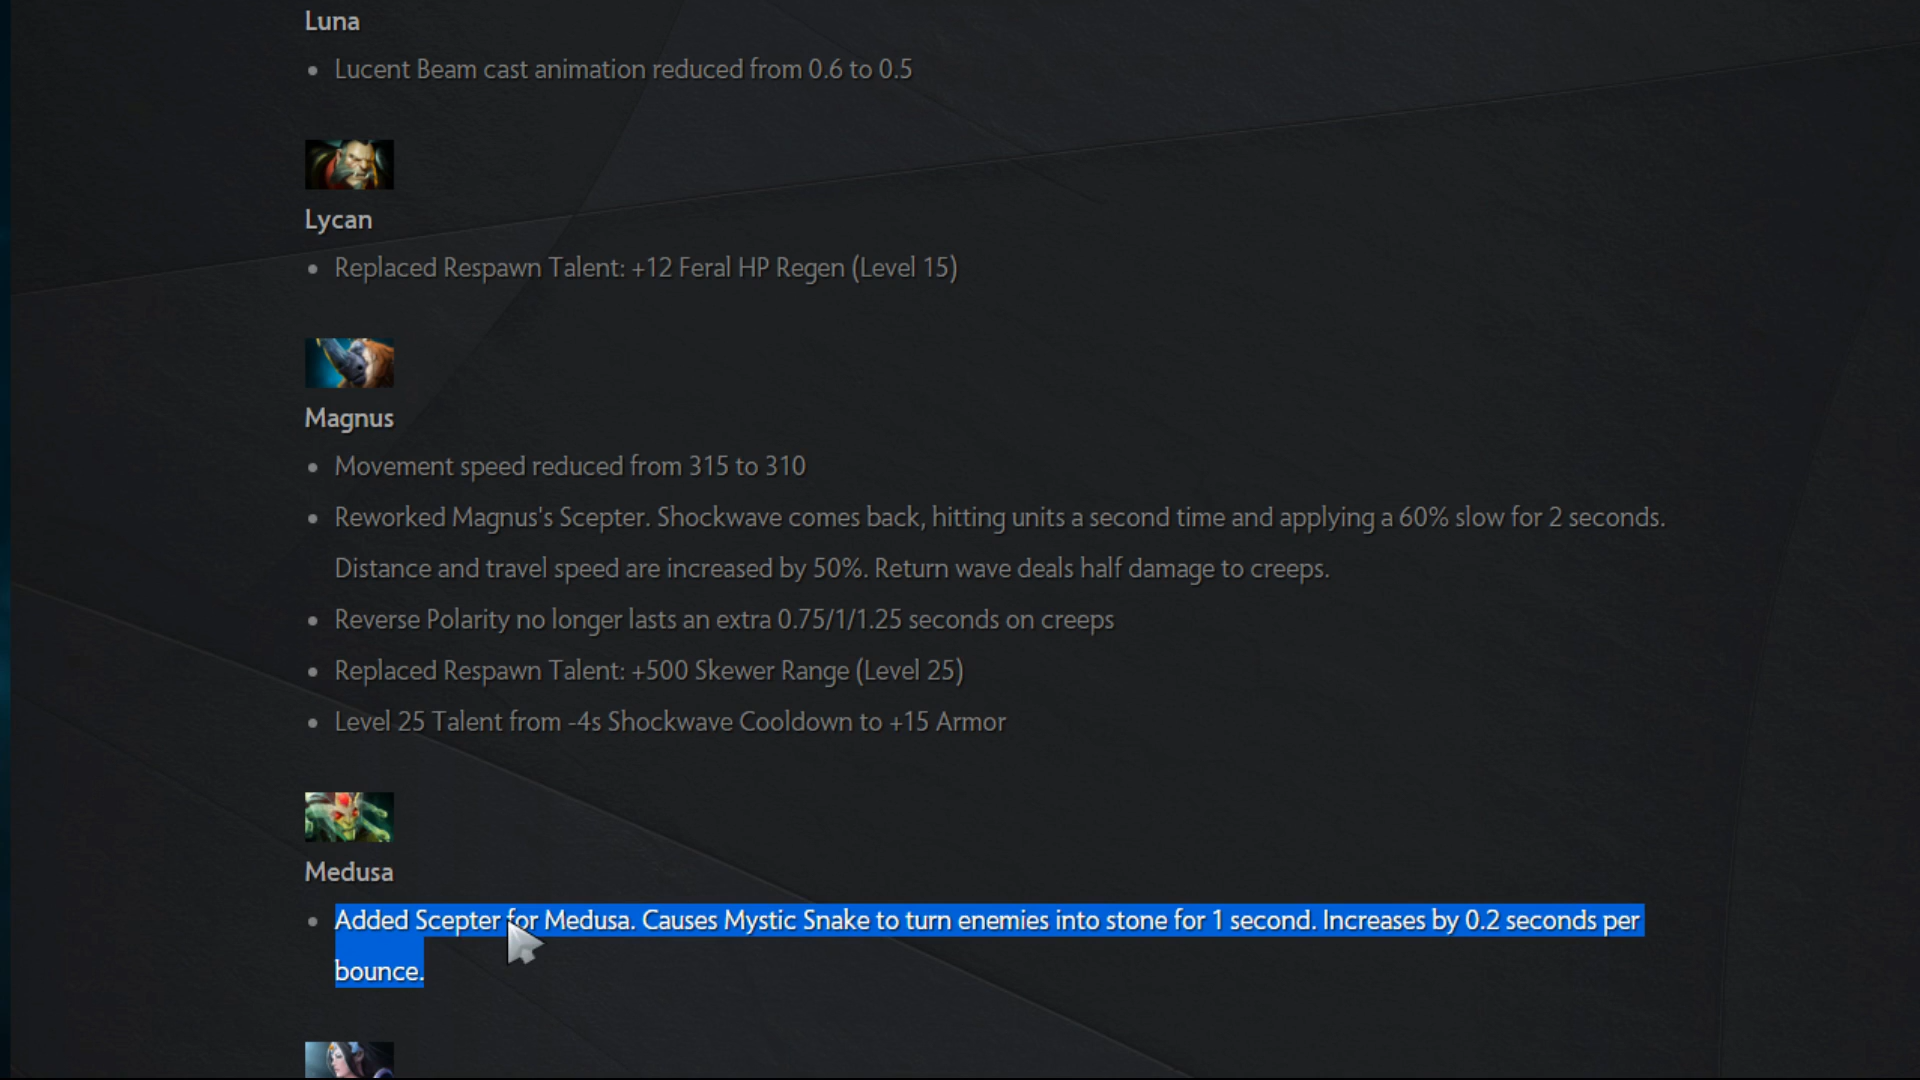 Luna
• Lucent Beam cast animation reduced from 0.6 to 0.5
Lycan
• Replaced Respawn Talent: +12 Feral HP Regen (Level 15)
Magnus
• Movement speed reduced from 315 to 310
• Reworked Magnus's Scepter. Shockwave comes back, hitting units a second time and applying a 60% slow for 2 seconds.
Distance and travel speed are increased by 50%. Return wave deals half damage to creeps.
• Reverse Polarity no longer lasts an extra 0.75/1/1.25 seconds on creeps
• Replaced Respawn Talent: +500 Skewer Range (Level 25)
• Level 25 Talent from -4s Shockwave Cooldown to +15 Armor
Medusa
• Added Scepter for Medusa. Causes Mystic Snake to turn enemies into stone for 1 second. Increases by 0.2 seconds per
bounce.